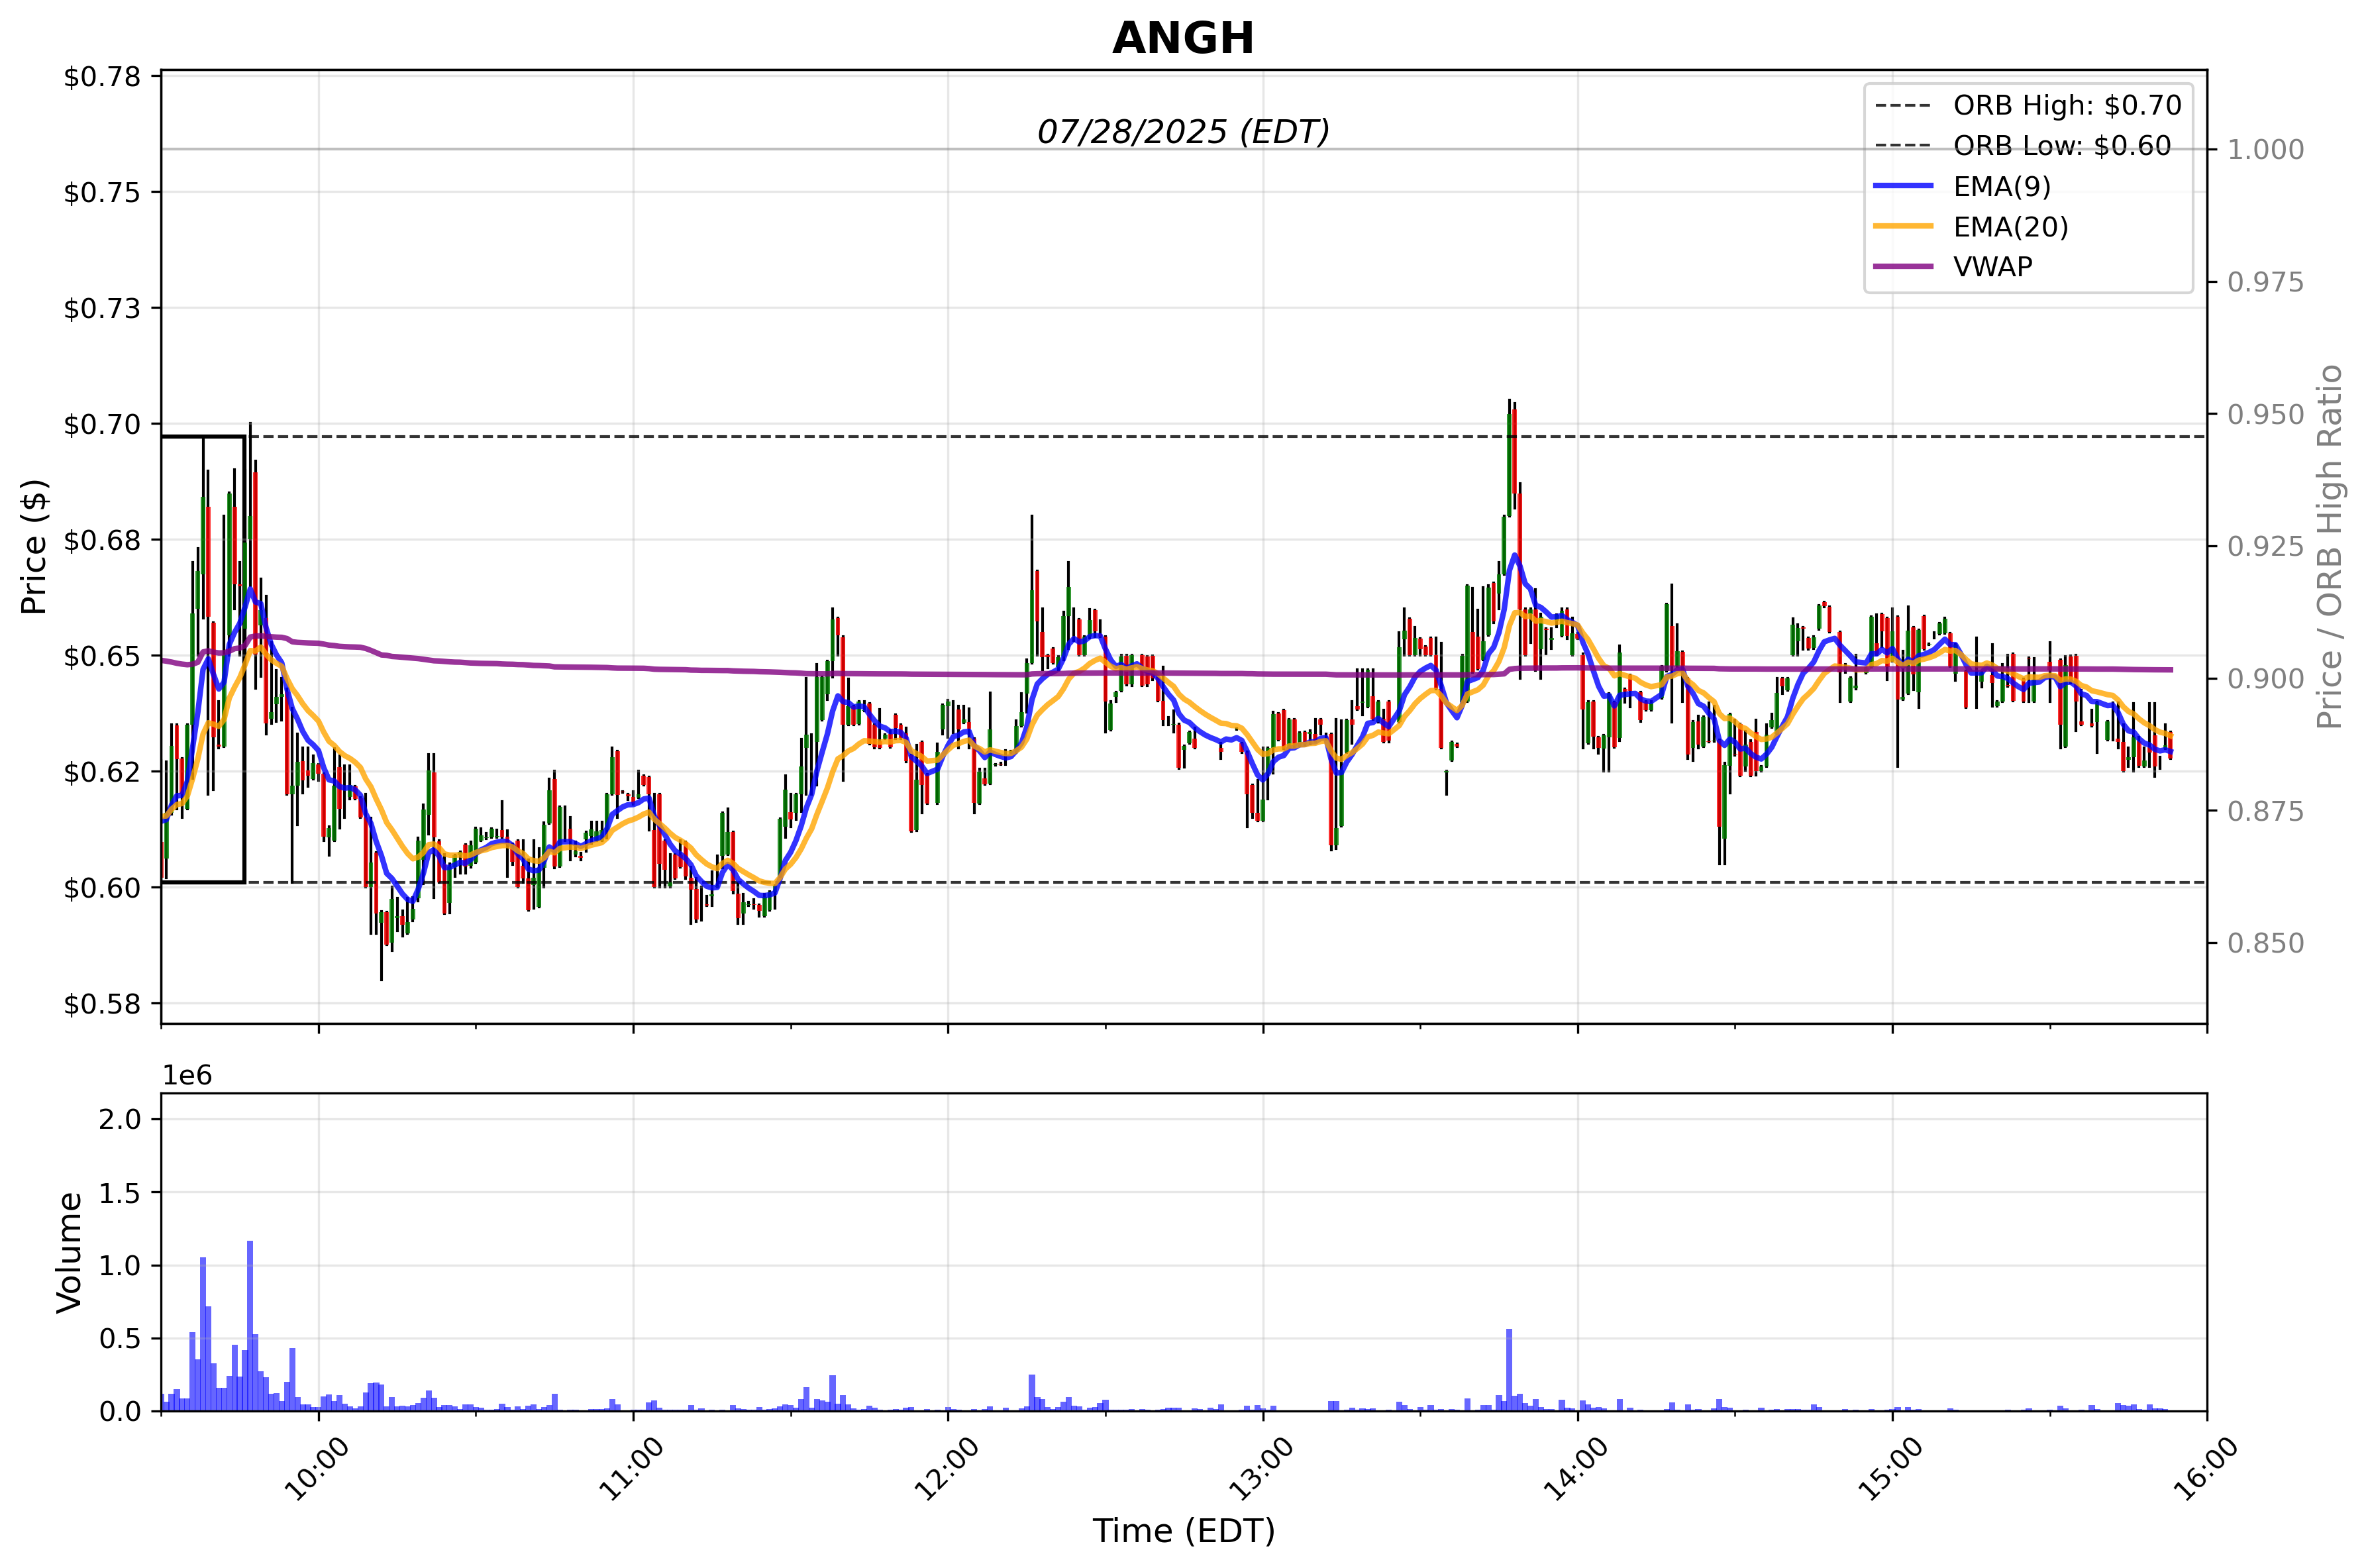 ANGH
07/28/2025 (EDT)
ORB High: $0.70
ORB Low: $0.60
EMA(9)
EMA(20)
VWAP
Price ($)
$0.78
$0.75
$0.73
$0.70
$0.68
$0.65
$0.62
$0.60
$0.58
1.000
0.975
0.950
0.925
0.900
0.875
0.850
Price / ORB High Ratio
1e6
Volume
2.0
1.5
1.0
0.5
0.0
10:00
11:00
12:00
13:00
14:00
15:00
16:00
Time (EDT)